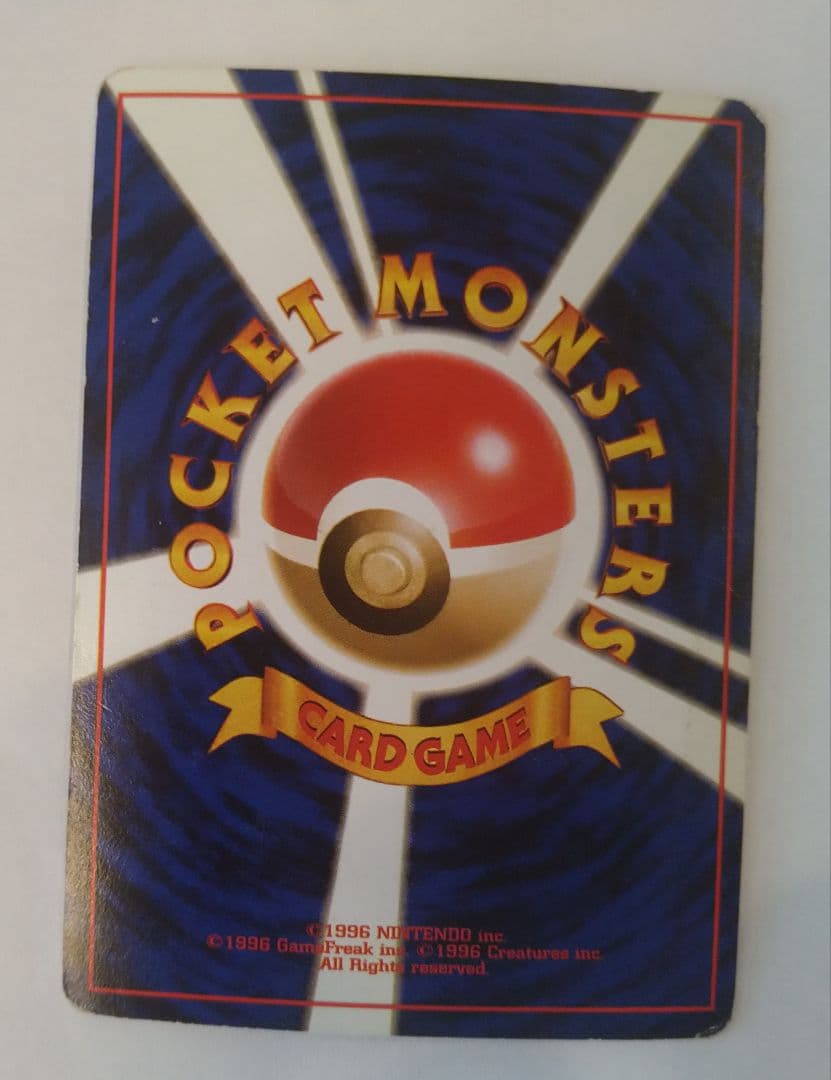 POCKET MONSTERS
CARD GAME
©1996 NINTENDO inc.
©1996 GameFreak inc. ©1996 Creatures inc.
All Rights reserved.